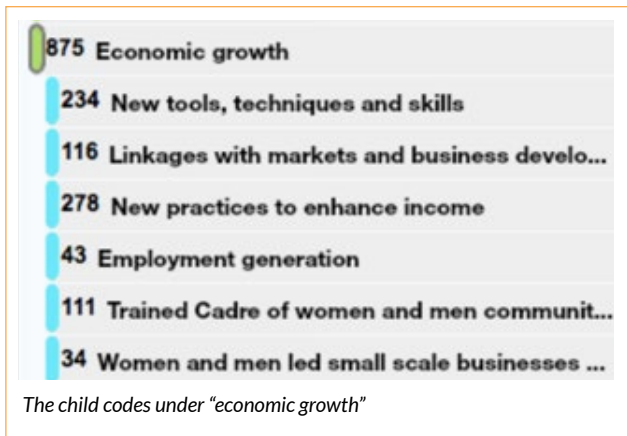 875 Economic growth
234 New tools, techniques and skills
116 Linkages with markets and business develo...
278 New practices to enhance income
43 Employment generation
111 Trained Cadre of women and men communit...
34 Women and men led small scale businesses ...
The child codes under “economic growth”